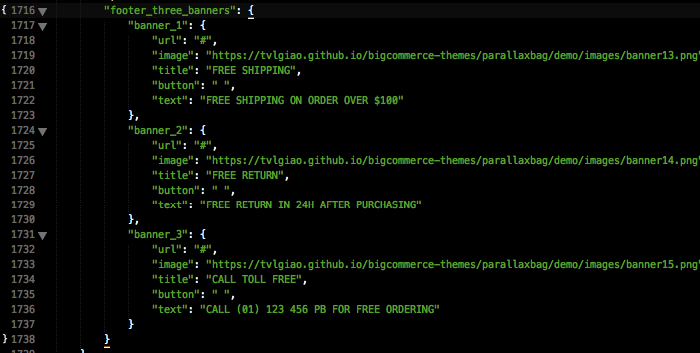 { 1716 "footer_three_banners": {
1717 "banner_1": {
1718 "url": "#",
1719 "image": "https://tvlgiao.github.io/bigcommerce-themes/parallaxbag/demo/images/banner13.png"
1720 "title": "FREE SHIPPING",
1721 "button": " ",
1722 "text": "FREE SHIPPING ON ORDER OVER $100"
1723 },
1724 "banner_2": {
1725 "url": "#",
1726 "image": "https://tvlgiao.github.io/bigcommerce-themes/parallaxbag/demo/images/banner14.png"
1727 "title": "FREE RETURN",
1728 "button": " ",
1729 "text": "FREE RETURN IN 24H AFTER PURCHASING"
1730 },
1731 "banner_3": {
1732 "url": "#",
1733 "image": "https://tvlgiao.github.io/bigcommerce-themes/parallaxbag/demo/images/banner15.png"
1734 "title": "CALL TOLL FREE",
1735 "button": " ",
1736 "text": "CALL (01) 123 456 PB FOR FREE ORDERING"
1737 }
} 1738 }
1739 }